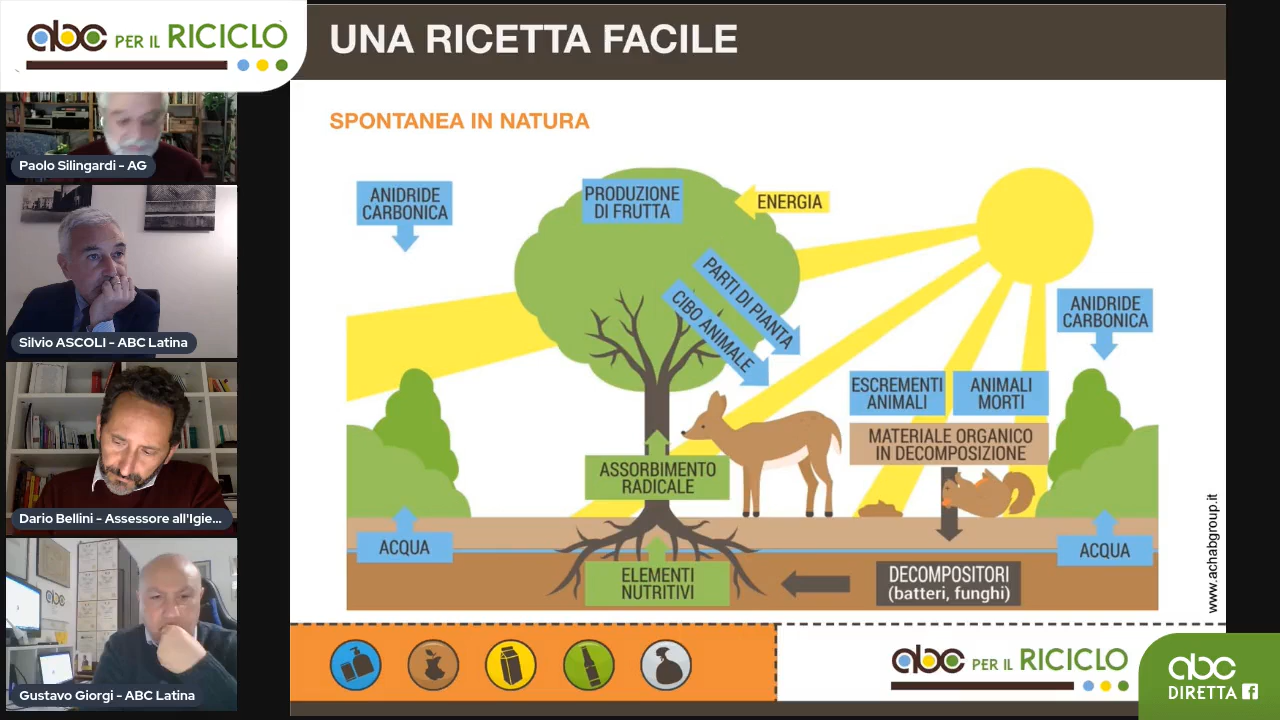 abc PER IL RICICLO
UNA RICETTA FACILE
SPONTANEA IN NATURA
Paolo Silingardi - AG
Silvio ASCOLI - ABC Latina
Dario Bellini - Assessore all'Igie...
Gustavo Giorgi - ABC Latina
ANIDRIDE
CARBONICA
PRODUZIONE
DI FRUTTA
ENERGIA
PARTI DI PIANTA
CIBO ANIMALE
ANIDRIDE
CARBONICA
ESCREMENTI
ANIMALI
ANIMALI
MORTI
MATERIALE ORGANICO
IN DECOMPOSIZIONE
ASSORBIMENTO
RADICALE
ACQUA
ACQUA
ELEMENTI
NUTRITIVI
DECOMPOSITORI
(batteri, funghi)
www.achabgroup.it
abc PER IL RICICLO
abc
DIRETTA